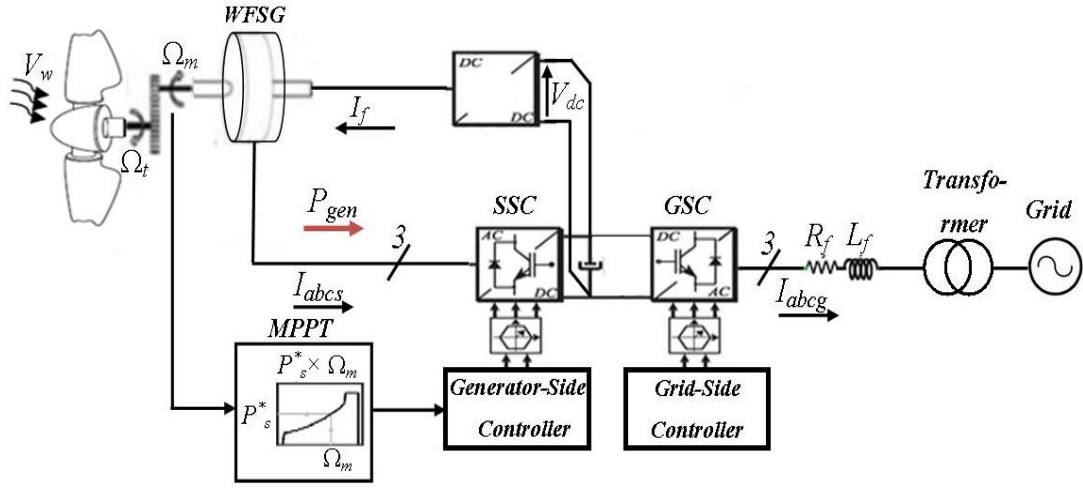 WFSG
V_w
Ω_m
Ω_t
I_f
DC
DC
V_dc
P_gen
3
I_abcs
SSC
AC
DC
GSC
DC
AC
3
R_f
L_f
I_abcg
Transfo-
rmer
Grid
MPPT
P*_s × Ω_m
P*_s
Ω_m
Generator-Side
Controller
Grid-Side
Controller